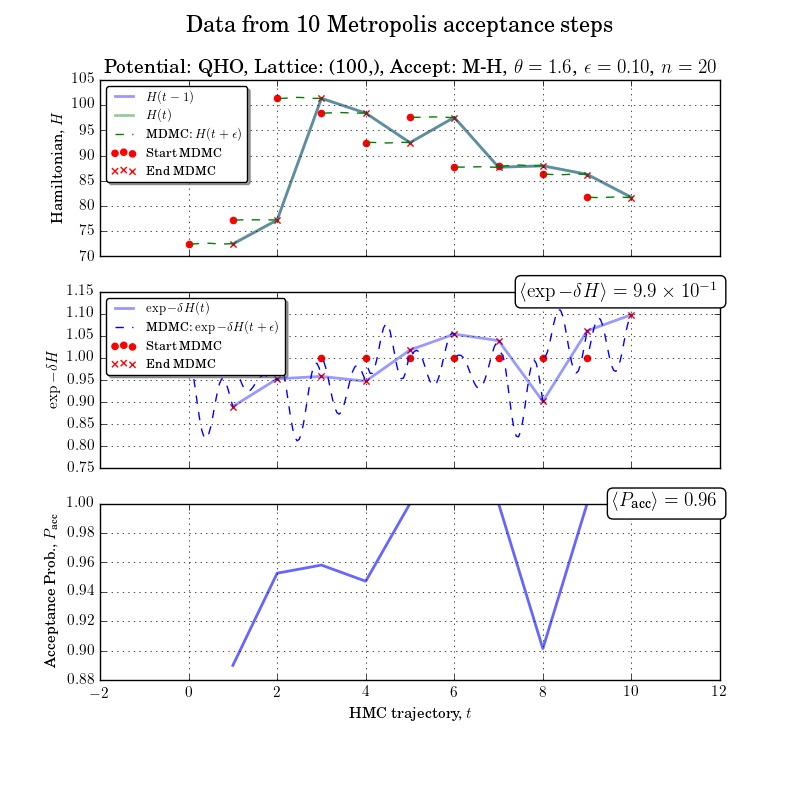 Data from 10 Metropolis acceptance steps
Potential: QHO, Lattice: (100,), Accept: M-H, θ = 1.6, ϵ = 0.10, n = 20
105
100
95
90
85
80
75
70
Hamiltonian, H
H(t − 1)
H(t)
MDMC: H(t + ϵ)
Start MDMC
End MDMC
1.15
1.10
1.05
1.00
0.95
0.90
0.85
0.80
0.75
exp −δH
exp −δH(t)
MDMC: exp −δH(t + ϵ)
Start MDMC
End MDMC
⟨exp −δH⟩ = 9.9 × 10⁻¹
1.00
0.98
0.96
0.94
0.92
0.90
0.88
Acceptance Prob., P_acc
⟨P_acc⟩ = 0.96
−2 0 2 4 6 8 10 12
HMC trajectory, t